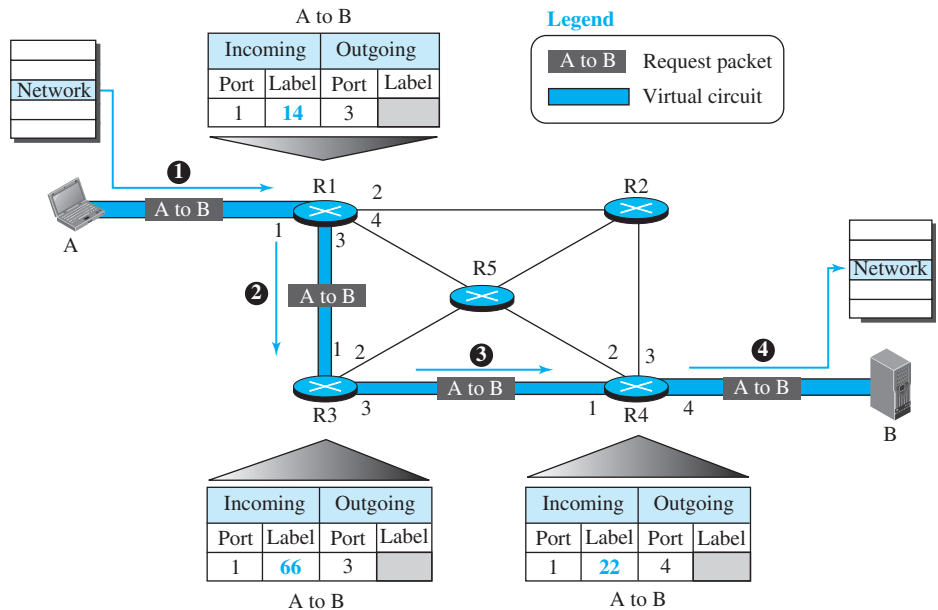 A to B
Incoming Outgoing
Port Label Port Label
1 14 3
Legend
A to B Request packet
Virtual circuit
Network
1
A to B
A
1
R1
2
4
3
R2
2
A to B
R5
Network
1
2
R3
3
3
A to B
2
3
1
R4
4
4
A to B
B
Incoming Outgoing
Port Label Port Label
1 66 3
A to B
Incoming Outgoing
Port Label Port Label
1 22 4
A to B